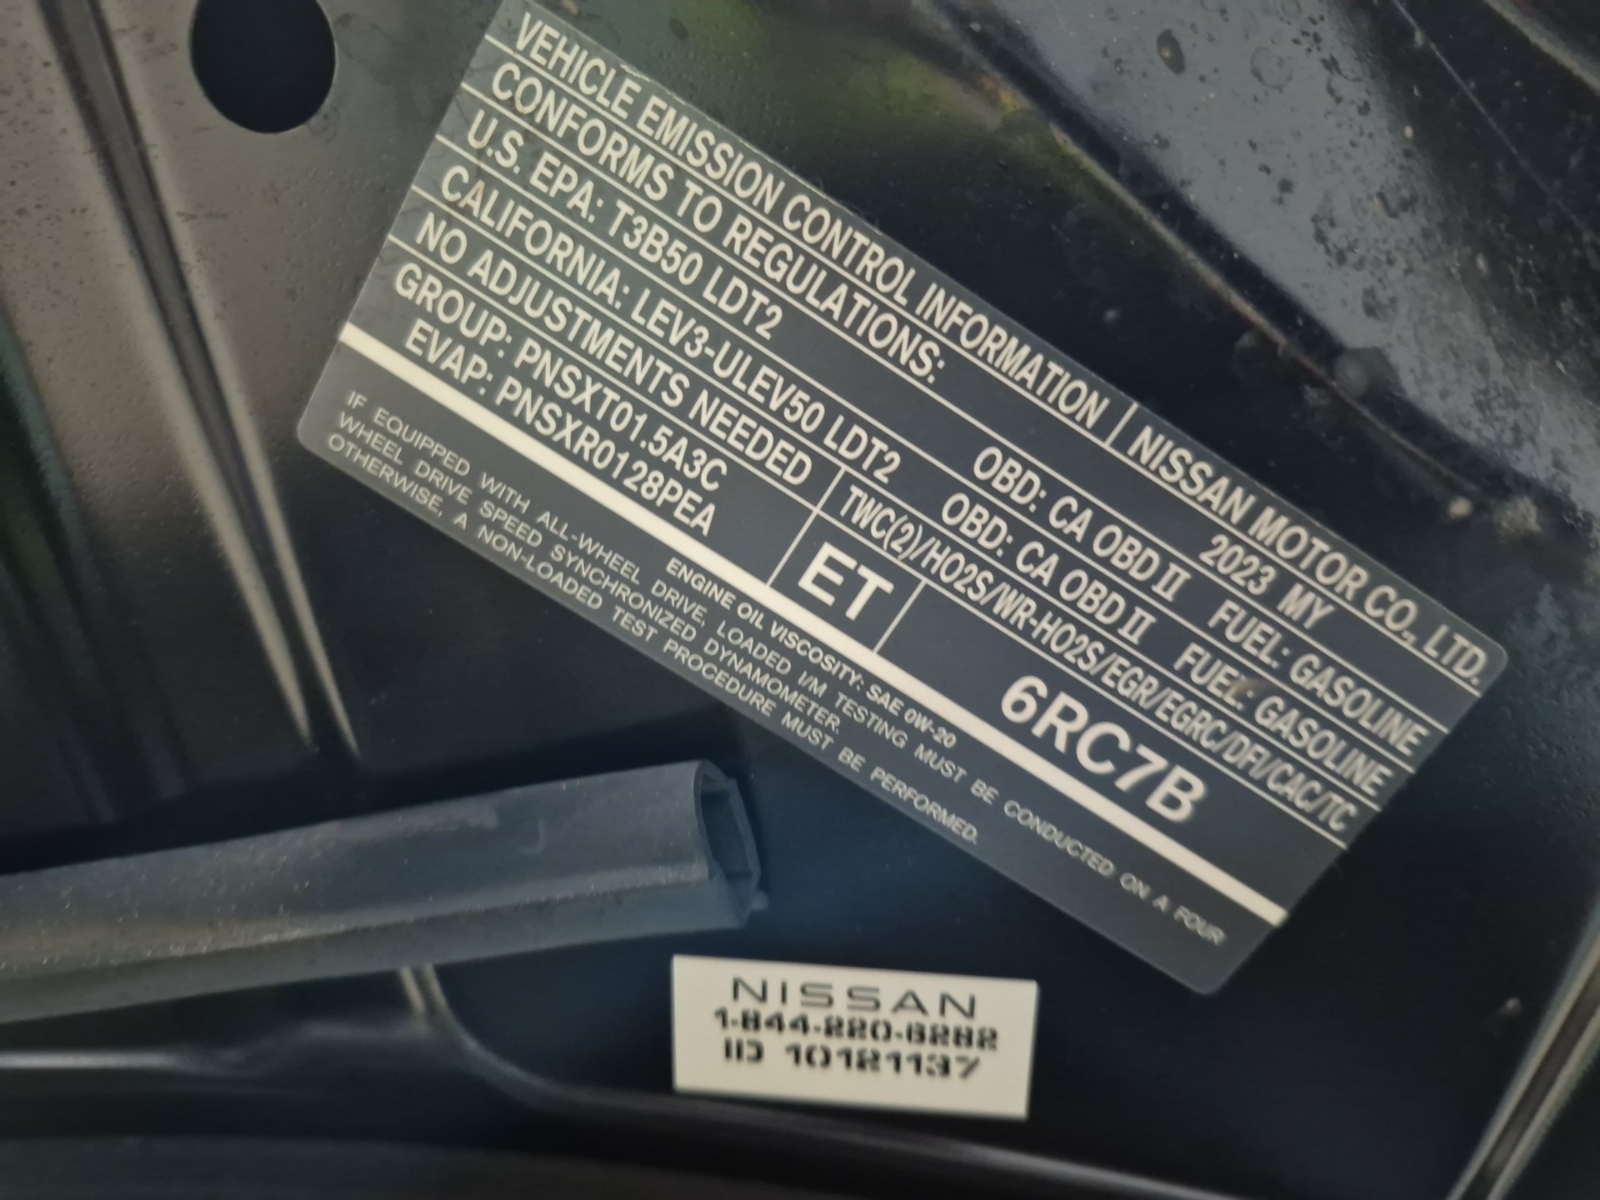 VEHICLE EMISSION CONTROL INFORMATION | NISSAN MOTOR CO., LTD.
CONFORMS TO REGULATIONS: 2023 MY
U.S. EPA: T3B50 LDT2 OBD: CA OBD II FUEL: GASOLINE
CALIFORNIA: LEV3-ULEV50 LDT2 OBD: CA OBD II FUEL: GASOLINE
NO ADJUSTMENTS NEEDED TWC(2)/HO2S/WR-HO2S/EGR/EGRC/DFI/CAC/TC
GROUP: PNSXT01.5A3C
EVAP: PNSXR0128PEA
ET
6RC7B
ENGINE OIL VISCOSITY: SAE 0W-20
IF EQUIPPED WITH ALL-WHEEL DRIVE, LOADED I/M TESTING MUST BE CONDUCTED ON A FOUR
WHEEL DRIVE SPEED SYNCHRONIZED DYNAMOMETER.
OTHERWISE, A NON-LOADED TEST PROCEDURE MUST BE PERFORMED.
NISSAN
1-844-220-6282
ID 10121137